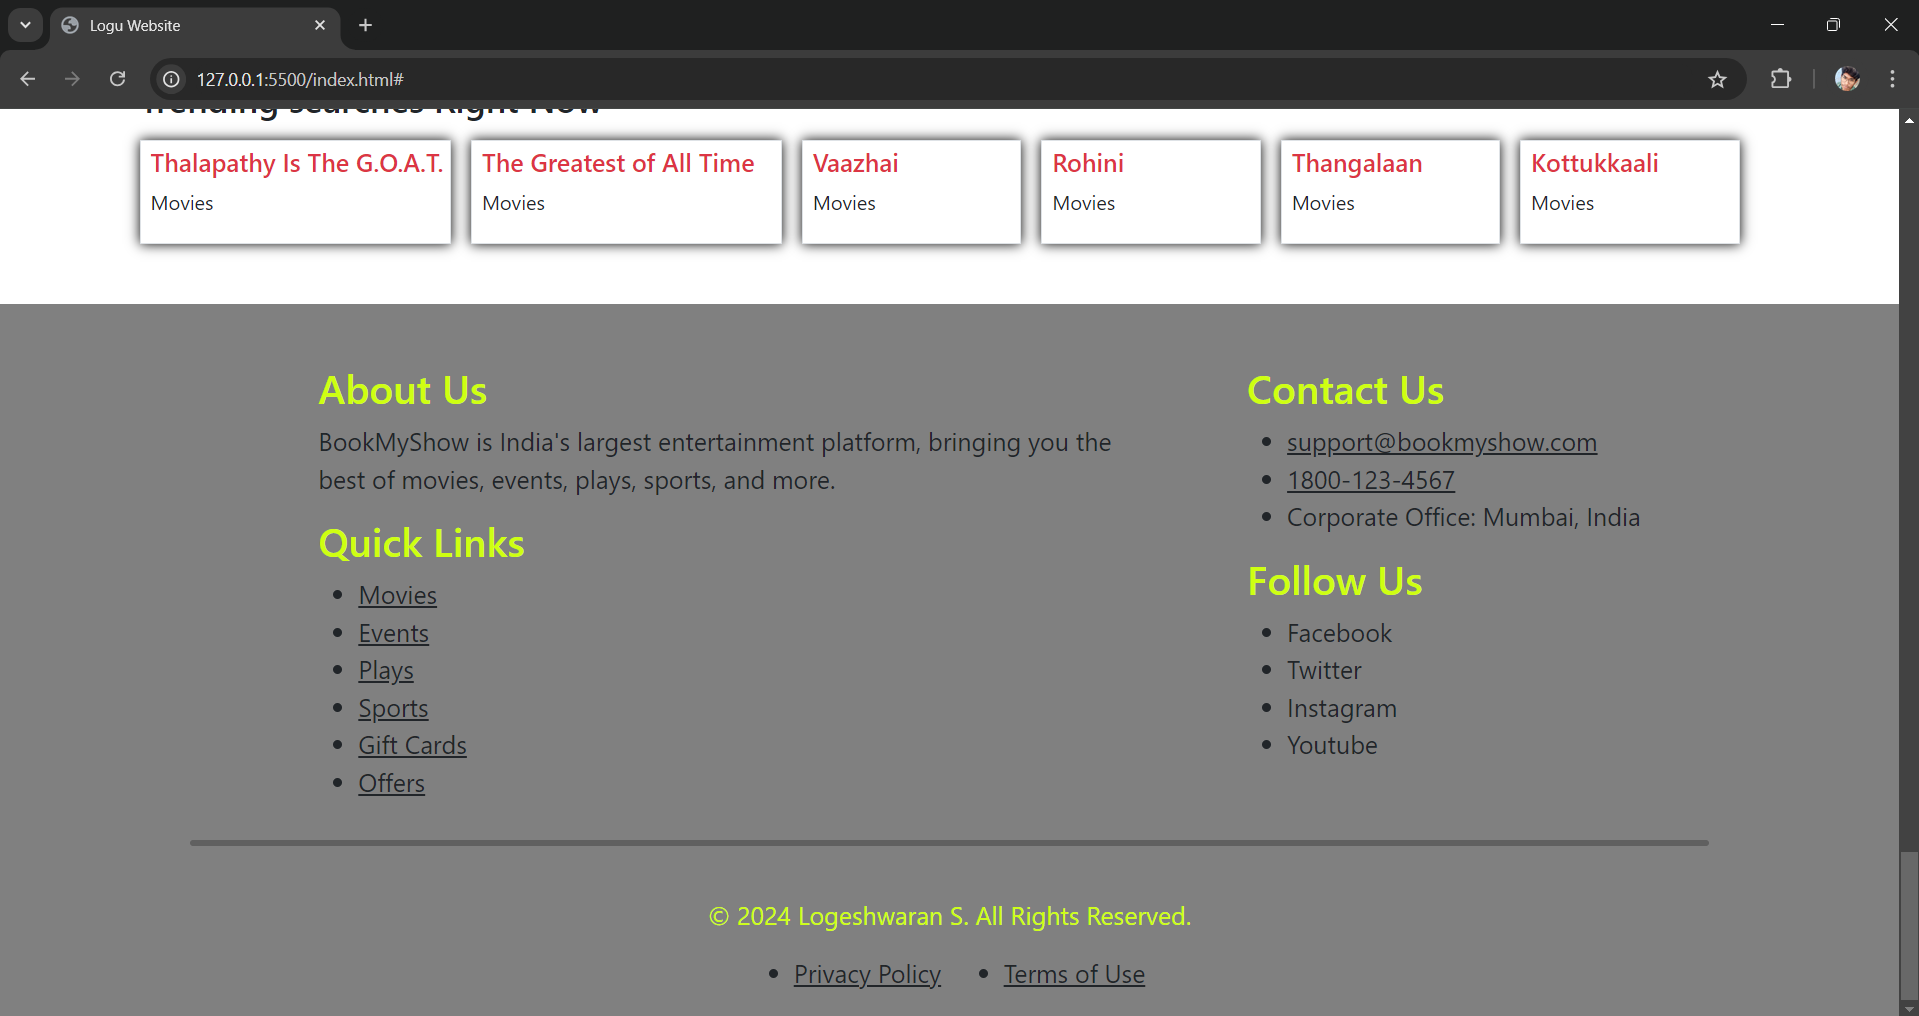 Logu Website
127.0.0.1:5500/index.html#
Trending searches Right Now
Thalapathy Is The G.O.A.T.
Movies
The Greatest of All Time
Movies
Vaazhai
Movies
Rohini
Movies
Thangalaan
Movies
Kottukkaali
Movies
About Us
BookMyShow is India's largest entertainment platform, bringing you the
best of movies, events, plays, sports, and more.
Quick Links
Movies
Events
Plays
Sports
Gift Cards
Offers
Contact Us
support@bookmyshow.com
1800-123-4567
Corporate Office: Mumbai, India
Follow Us
Facebook
Twitter
Instagram
Youtube
© 2024 Logeshwaran S. All Rights Reserved.
Privacy Policy
Terms of Use